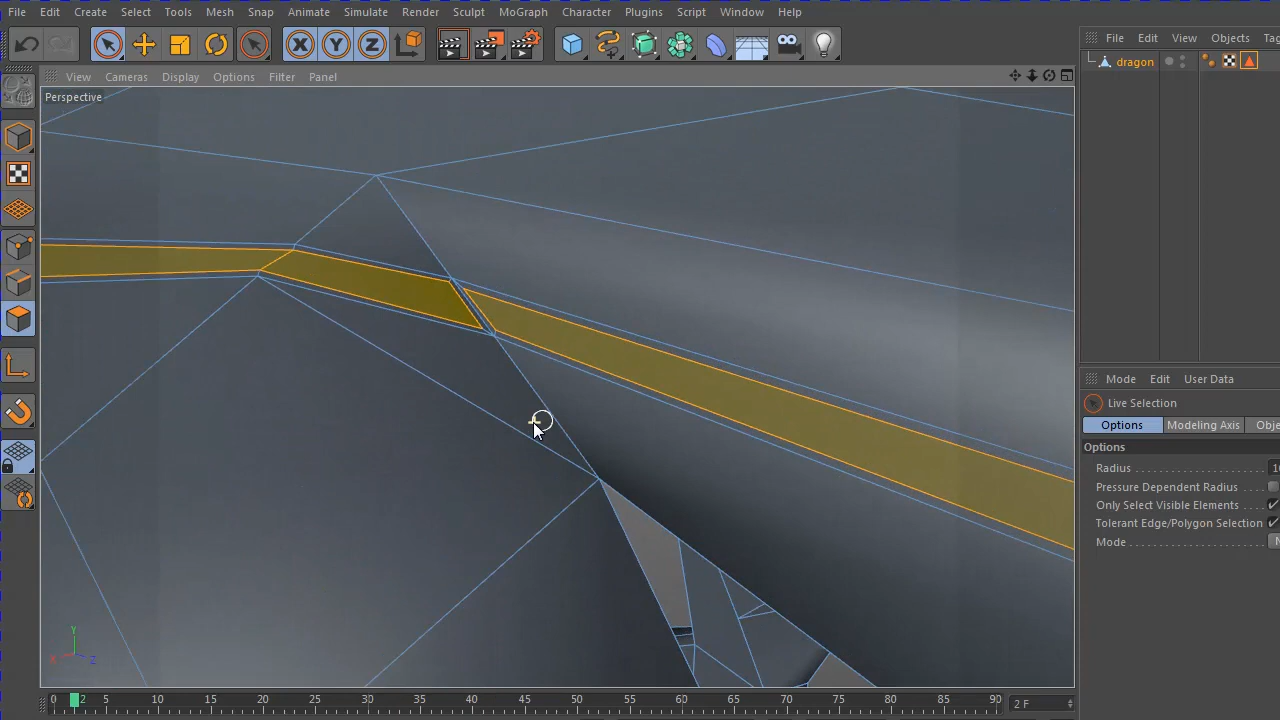 File Edit Create Select Tools Mesh Snap Animate Simulate Render Sculpt MoGraph Character Plugins Script Window Help
File Edit View Objects Tag
View Cameras Display Options Filter Panel
dragon
Perspective
Mode Edit User Data
Live Selection
Options Modeling Axis Obje
Options
Radius 10
Pressure Dependent Radius
Only Select Visible Elements
Tolerant Edge/Polygon Selection
Mode N
X Y Z
Y
X Z
0 2 5 10 15 20 25 30 35 40 45 50 55 60 65 70 75 80 85 90 2 F